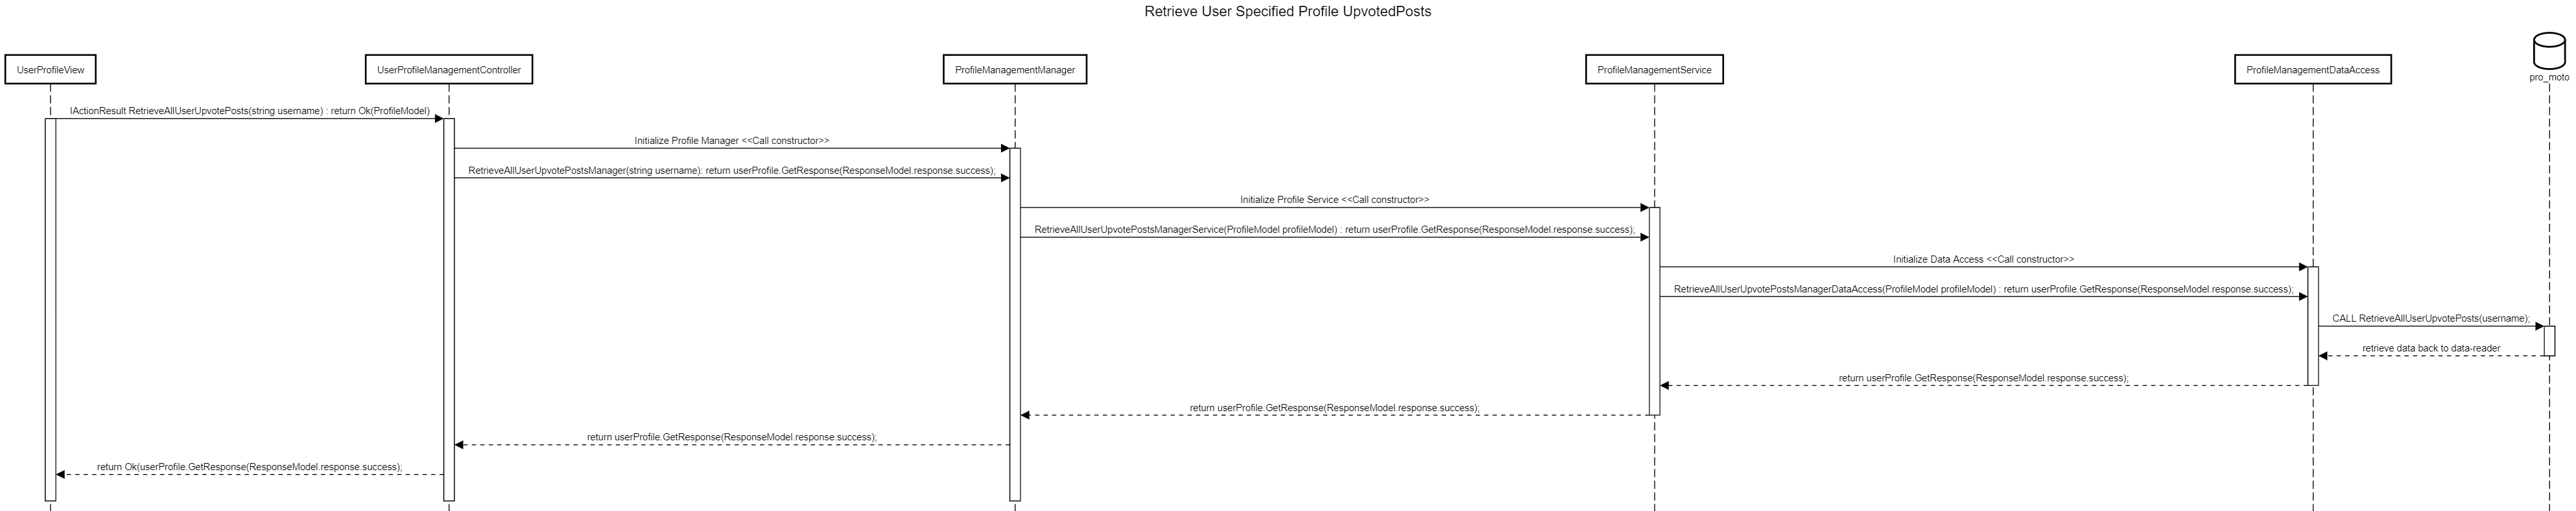 Retrieve User Specified Profile UpvotedPosts
UserProfileView
UserProfileManagementController
ProfileManagementManager
ProfileManagementService
ProfileManagementDataAccess
pro_moto
IActionResult RetrieveAllUserUpvotePosts(string username) : return Ok(ProfileModel)
Initialize Profile Manager <<Call constructor>>
RetrieveAllUserUpvotePostsManager(string username): return userProfile.GetResponse(ResponseModel.response.success);
Initialize Profile Service <<Call constructor>>
RetrieveAllUserUpvotePostsManagerService(ProfileModel profileModel) : return userProfile.GetResponse(ResponseModel.response.success);
Initialize Data Access <<Call constructor>>
RetrieveAllUserUpvotePostsManagerDataAccess(ProfileModel profileModel) : return userProfile.GetResponse(ResponseModel.response.success);
CALL RetrieveAllUserUpvotePosts(username);
retrieve data back to data-reader
return userProfile.GetResponse(ResponseModel.response.success);
return userProfile.GetResponse(ResponseModel.response.success);
return userProfile.GetResponse(ResponseModel.response.success);
return Ok(userProfile.GetResponse(ResponseModel.response.success);